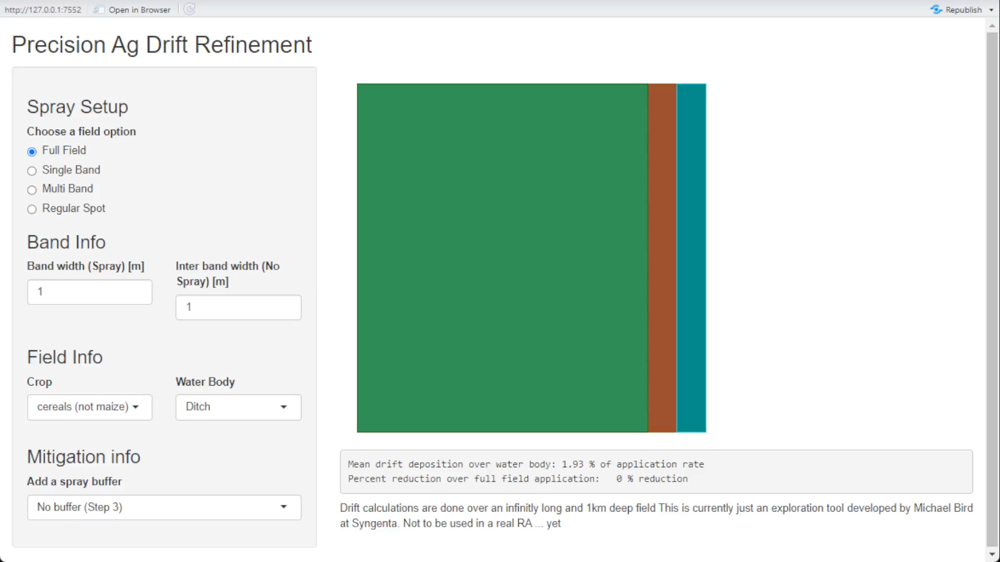 http://127.0.0.1:7552 Open in Browser Republish
Precision Ag Drift Refinement
Spray Setup
Choose a field option
Full Field
Single Band
Multi Band
Regular Spot
Band Info
Band width (Spray) [m]
1
Inter band width (No
Spray) [m]
1
Field Info
Crop
cereals (not maize)
Water Body
Ditch
Mitigation info
Add a spray buffer
No buffer (Step 3)
Mean drift deposition over water body: 1.93 % of application rate
Percent reduction over full field application: 0 % reduction
Drift calculations are done over an infinitly long and 1km deep field This is currently just an exploration tool developed by Michael Bird
at Syngenta. Not to be used in a real RA ... yet